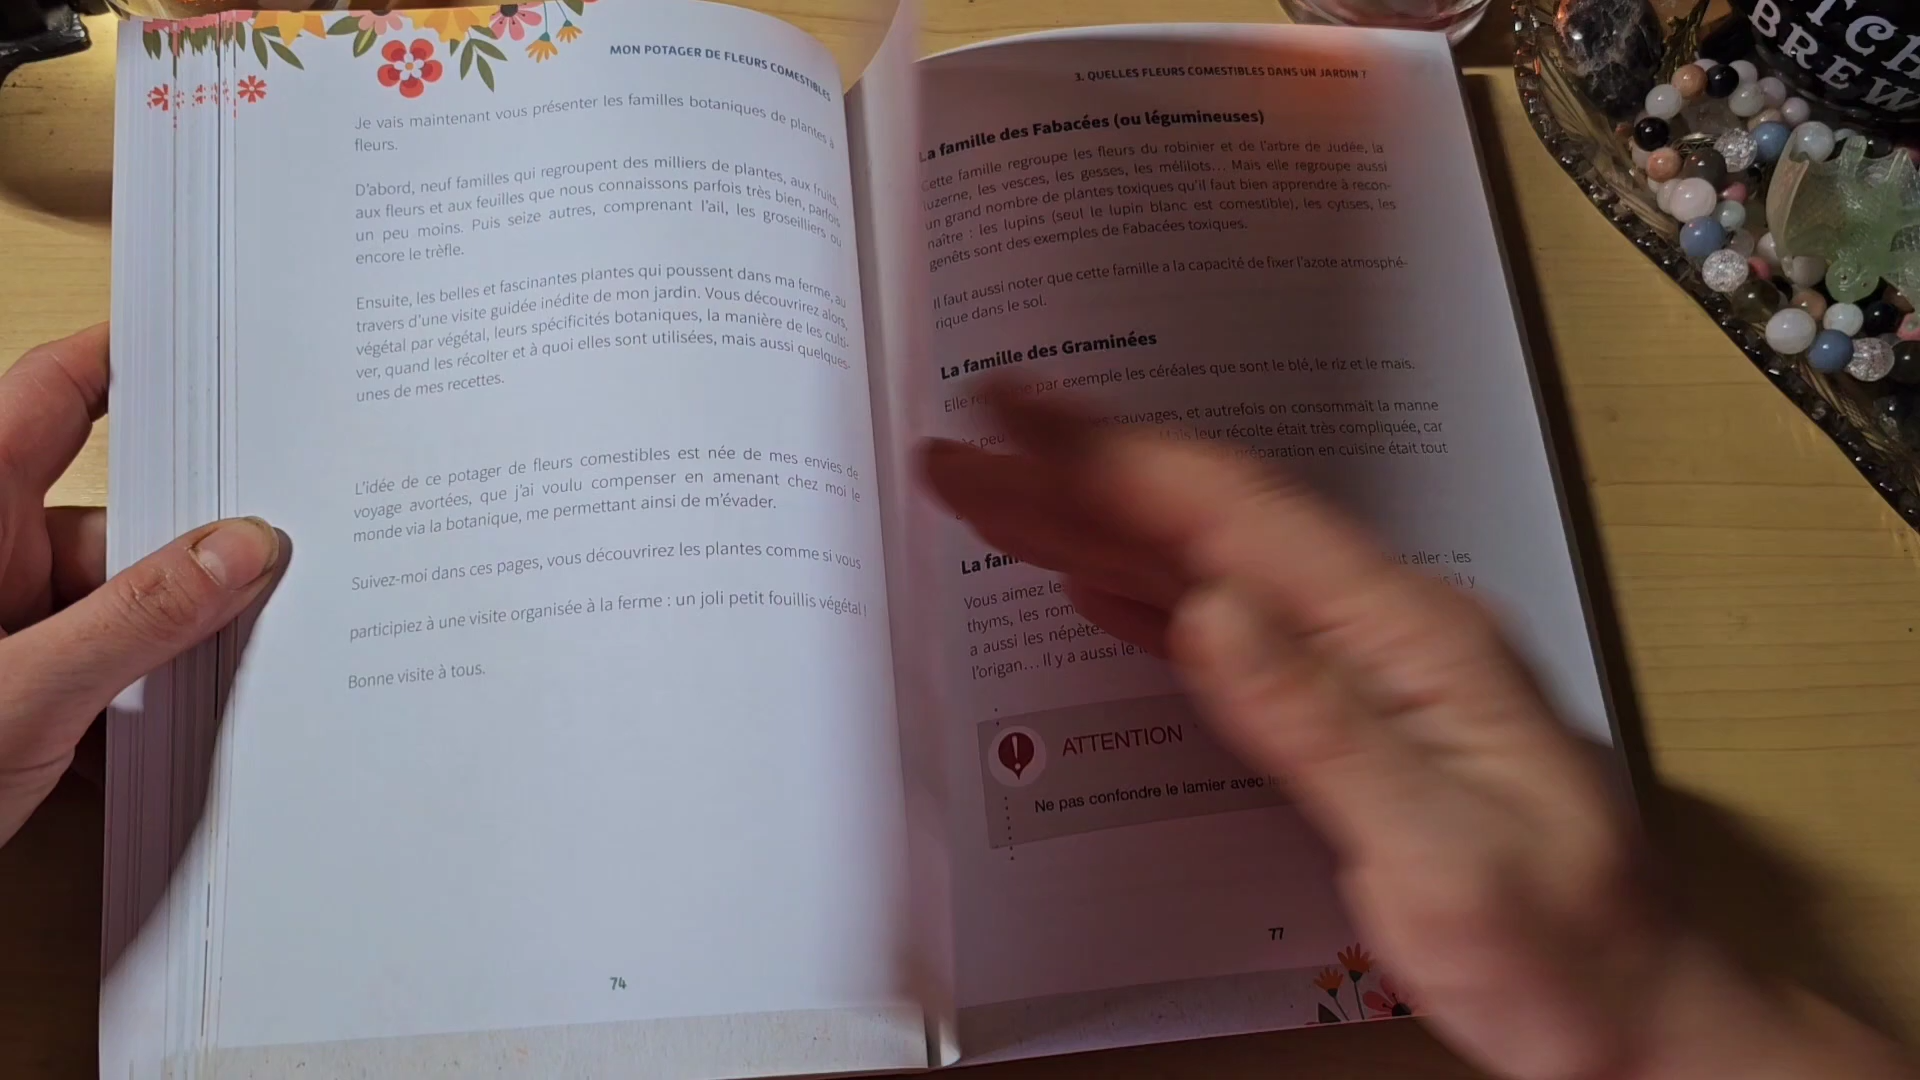 MON POTAGER DE FLEURS COMESTIBLES
Je vais maintenant vous présenter les familles botaniques de plantes à
fleurs.
D'abord, neuf familles qui regroupent des milliers de plantes, aux fruits,
aux fleurs et aux feuilles que nous connaissons parfois très bien, parfois
un peu moins. Puis seize autres, comprenant l'ail, les groseilliers ou
encore le trèfle.
Ensuite, les belles et fascinantes plantes qui poussent dans ma ferme, au
travers d'une visite guidée inédite de mon jardin. Vous découvrirez alors,
végétal par végétal, leurs spécificités botaniques, la manière de les culti-
ver, quand les récolter et à quoi elles sont utilisées, mais aussi quelques-
unes de mes recettes.
L'idée de ce potager de fleurs comestibles est née de mes envies de
voyage avortées, que j'ai voulu compenser en amenant chez moi le
monde via la botanique, me permettant ainsi de m'évader.
Suivez-moi dans ces pages, vous découvrirez les plantes comme si vous
participiez à une visite organisée à la ferme : un joli petit fouillis végétal !
Bonne visite à tous.
74
3. QUELLES FLEURS COMESTIBLES DANS UN JARDIN ?
La famille des Fabacées (ou légumineuses)
Cette famille regroupe les fleurs du robinier et de l'arbre de Judée, la
luzerne, les vesces, les gesses, les mélilots... Mais elle regroupe aussi
un grand nombre de plantes toxiques qu'il faut bien apprendre à recon-
naître : les lupins (seul le lupin blanc est comestible), les cytises, les
genêts sont des exemples de Fabacées toxiques.
Il faut aussi noter que cette famille a la capacité de fixer l'azote atmosphé-
rique dans le sol.
La famille des Graminées
Elle par exemple les céréales que sont le blé, le riz et le maïs.
peu sauvages, et autrefois on consommait la manne
leur récolte était très compliquée, car
préparation en cuisine était tout
La
aller : les
Vous aimez il y
thyms, les
a aussi les
l'origan... Il y a aussi le
ATTENTION
Ne pas confondre le lamier avec
77
BREW